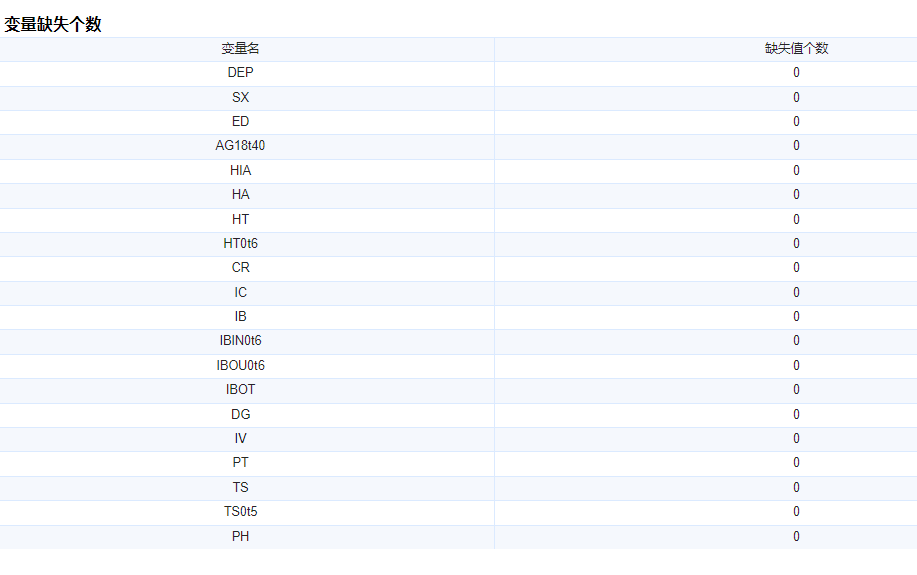 变量缺失个数
变量名 缺失值个数
DEP 0
SX 0
ED 0
AG18t40 0
HIA 0
HA 0
HT 0
HT0t6 0
CR 0
IC 0
IB 0
IBIN0t6 0
IBOU0t6 0
IBOT 0
DG 0
IV 0
PT 0
TS 0
TS0t5 0
PH 0